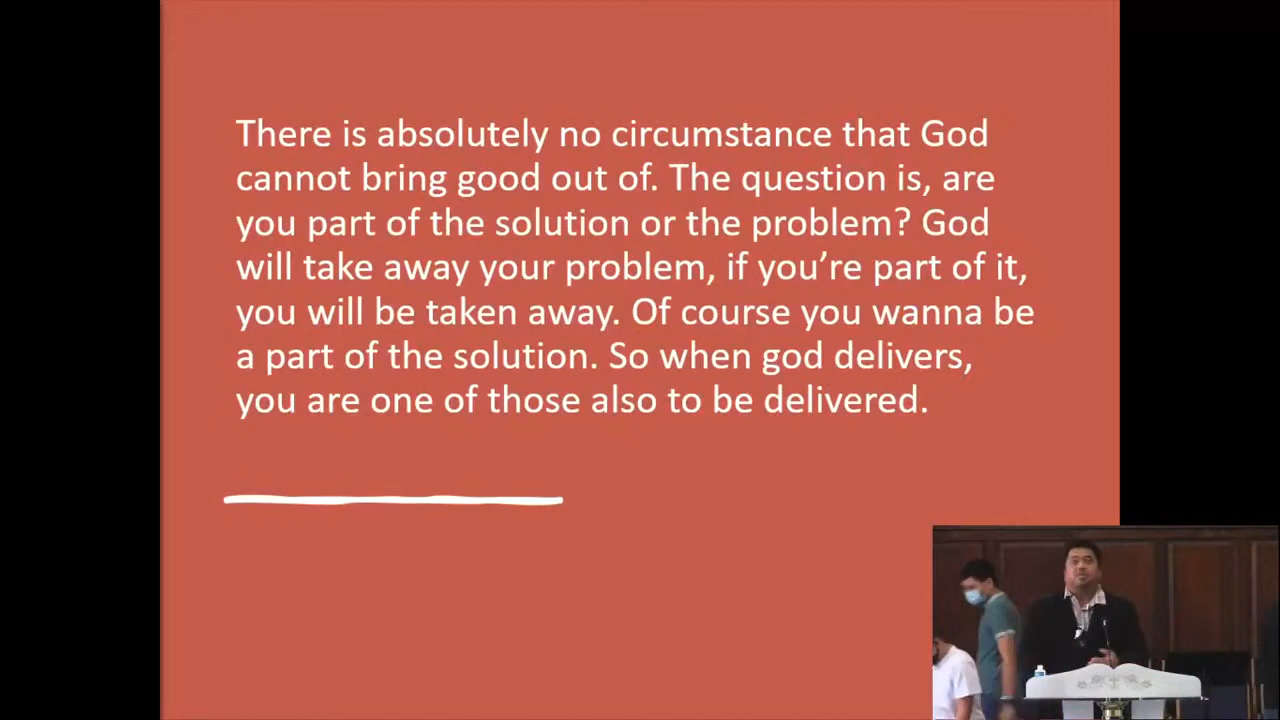 There is absolutely no circumstance that God
cannot bring good out of. The question is, are
you part of the solution or the problem? God
will take away your problem, if you’re part of it,
you will be taken away. Of course you wanna be
a part of the solution. So when god delivers,
you are one of those also to be delivered.